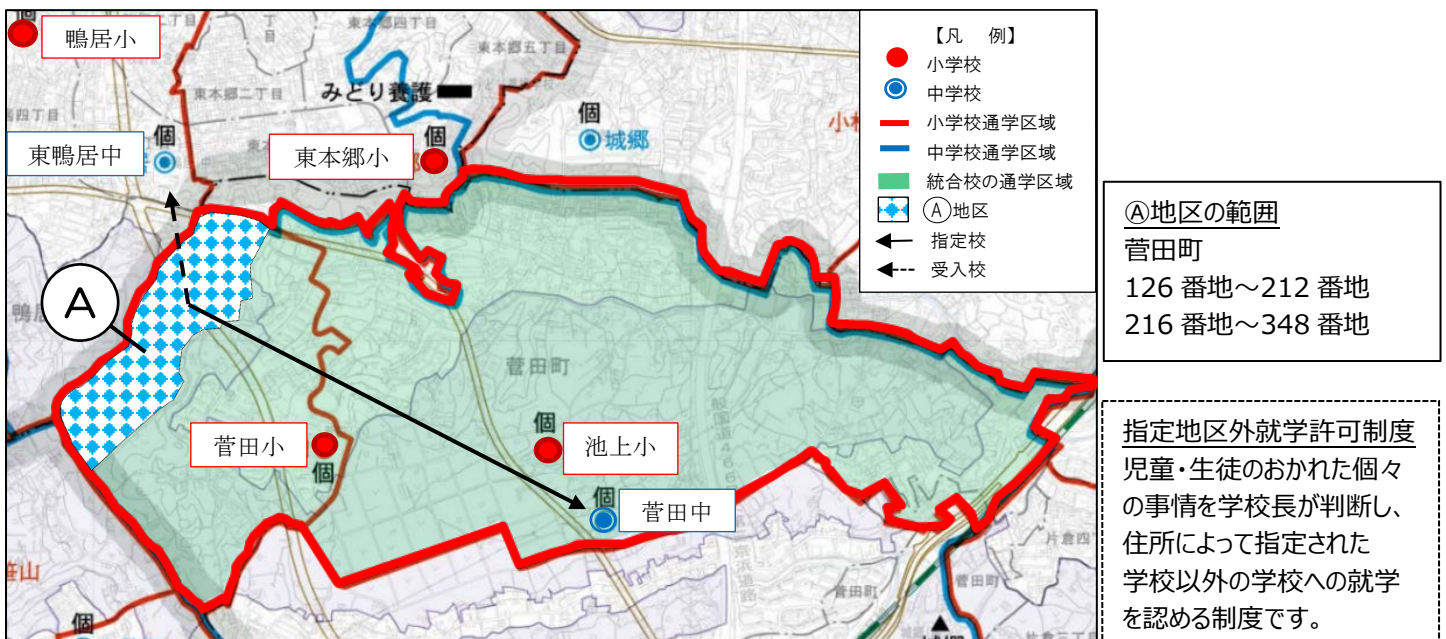 鴨居小
丁目
東本郷四丁目
東本郷五丁目
東本郷二丁目
みどり養護
個
東鴨居中
個
東本郷小
個
城郷
【凡 例】
小学校
中学校
小学校通学区域
中学校通学区域
統合校の通学区域
Ⓐ地区
指定校
受入校
A
菅田町
菅田小
個
個
池上小
個
菅田中
笹山
個
菅田町
菅田町
Ⓐ地区の範囲
菅田町
126 番地～212 番地
216 番地～348 番地
指定地区外就学許可制度
児童・生徒のおかれた個々
の事情を学校長が判断し、
住所によって指定された
学校以外の学校への就学
を認める制度です。